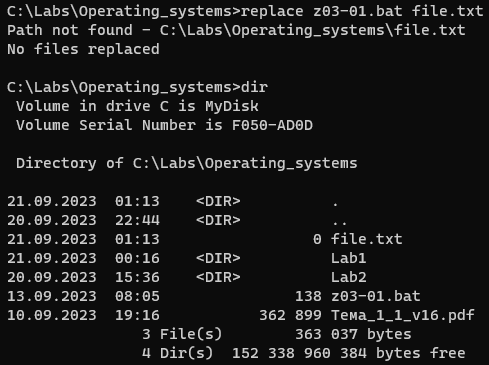 C:\Labs\Operating_systems>replace z03-01.bat file.txt
Path not found - C:\Labs\Operating_systems\file.txt
No files replaced
C:\Labs\Operating_systems>dir
Volume in drive C is MyDisk
Volume Serial Number is F050-AD0D
Directory of C:\Labs\Operating_systems
21.09.2023  01:13    <DIR>          .
20.09.2023  22:44    <DIR>          ..
21.09.2023  01:13                 0 file.txt
21.09.2023  00:16    <DIR>          Lab1
20.09.2023  15:36    <DIR>          Lab2
13.09.2023  08:05               138 z03-01.bat
10.09.2023  19:16           362 899 Тема_1_1_v16.pdf
3 File(s)        363 037 bytes
4 Dir(s)  152 338 960 384 bytes free